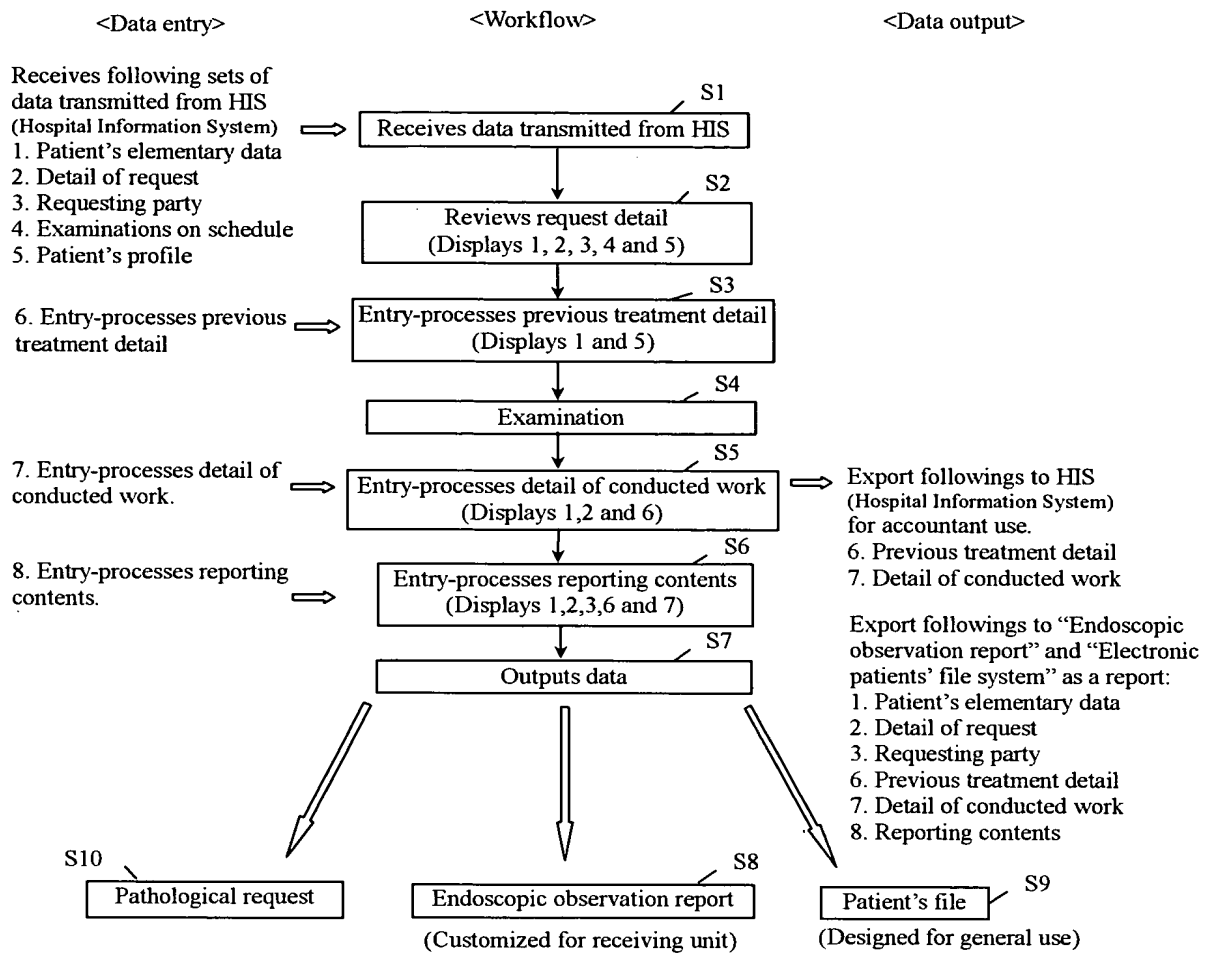 <Data entry>
<Workflow>
<Data output>
Receives following sets of
data transmitted from HIS
(Hospital Information System)
1. Patient's elementary data
2. Detail of request
3. Requesting party
4. Examinations on schedule
5. Patient's profile
S1
Receives data transmitted from HIS
S2
Reviews request detail
(Displays 1, 2, 3, 4 and 5)
S3
6. Entry-processes previous
treatment detail
Entry-processes previous treatment detail
(Displays 1 and 5)
S4
Examination
S5
7. Entry-processes detail of
conducted work.
Entry-processes detail of conducted work
(Displays 1,2 and 6)
Export followings to HIS
(Hospital Information System)
for accountant use.
6. Previous treatment detail
7. Detail of conducted work
S6
8. Entry-processes reporting
contents.
Entry-processes reporting contents
(Displays 1,2,3,6 and 7)
Export followings to “Endoscopic
observation report” and “Electronic
patients’ file system” as a report:
1. Patient's elementary data
2. Detail of request
3. Requesting party
6. Previous treatment detail
7. Detail of conducted work
8. Reporting contents
S7
Outputs data
S10
Pathological request
S8
Endoscopic observation report
(Customized for receiving unit)
S9
Patient's file
(Designed for general use)